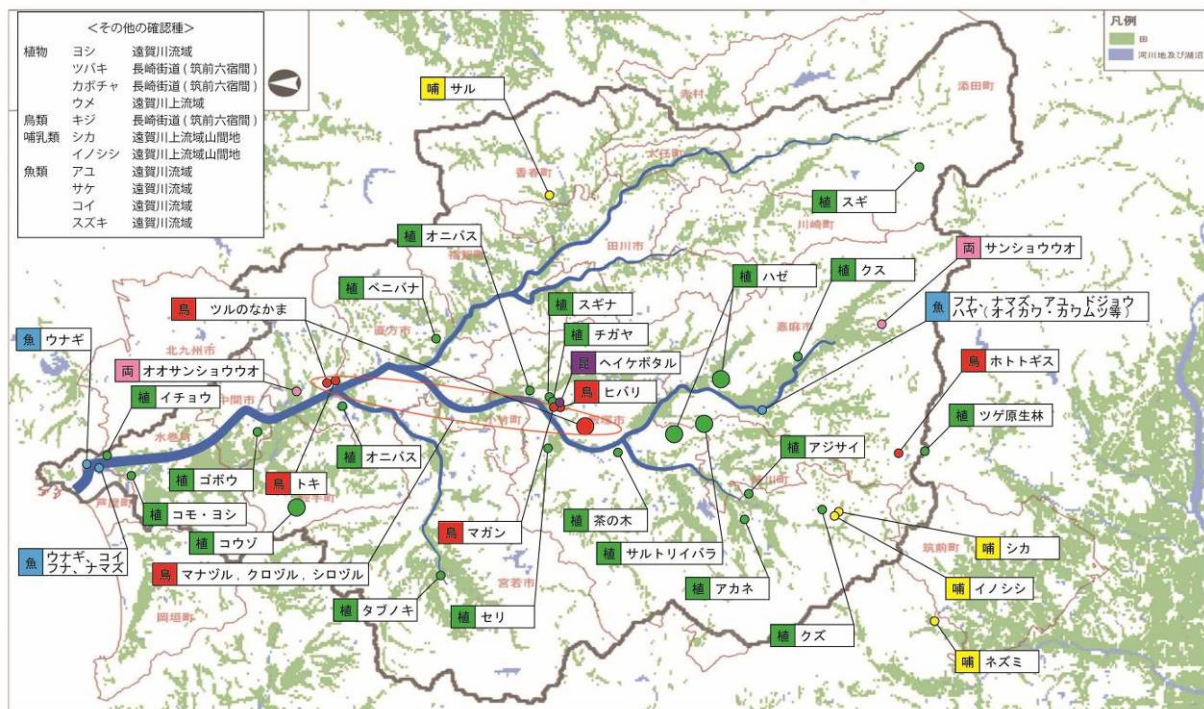 <その他の確認種>
植物 ヨシ 遠賀川流域
ツバキ 長崎街道(筑前六宿間)
カボチャ 長崎街道(筑前六宿間)
ウメ 遠賀川上流域
鳥類 キジ 長崎街道(筑前六宿間)
哺乳類 シカ 遠賀川上流域山間地
イノシシ 遠賀川上流域山間地
魚類 アユ 遠賀川流域
サケ 遠賀川流域
コイ 遠賀川流域
スズキ 遠賀川流域
凡例
田
河川地及び湖沼
添田町
赤村
哺 サル
大任町
香春町
植 スギ
川崎町
植 オニバス
田川市
両 サンショウウオ
植 ハゼ
植 クス
植 ベニバナ
植 スギナ
鳥 ツルのなかま
直方市
植 チガヤ
嘉麻市
魚 フナ、ナマズ、アユ、ドジョウ
ハヤ(オイカワ・カワムツ等)
魚 ウナギ
北九州市
昆 ヘイケボタル
鳥 ホトトギス
両 オオサンショウウオ
鳥 ヒバリ
植 イチョウ
中間市
植 ツゲ原生林
水巻町
小竹町
植 アジサイ
植 オニバス
植 ゴボウ
鳥 トキ
芦屋町
植 コモ・ヨシ
鳥 マガン
植 茶の木
植 コウゾ
哺 シカ
筑前町
植 サルトリイバラ
魚 ウナギ、コイ
フナ、ナマズ
鳥 マナヅル、クロヅル、シロヅル
宮若市
植 アカネ
哺 イノシシ
岡垣町
植 タブノキ
植 セリ
植 クズ
哺 ネズミ